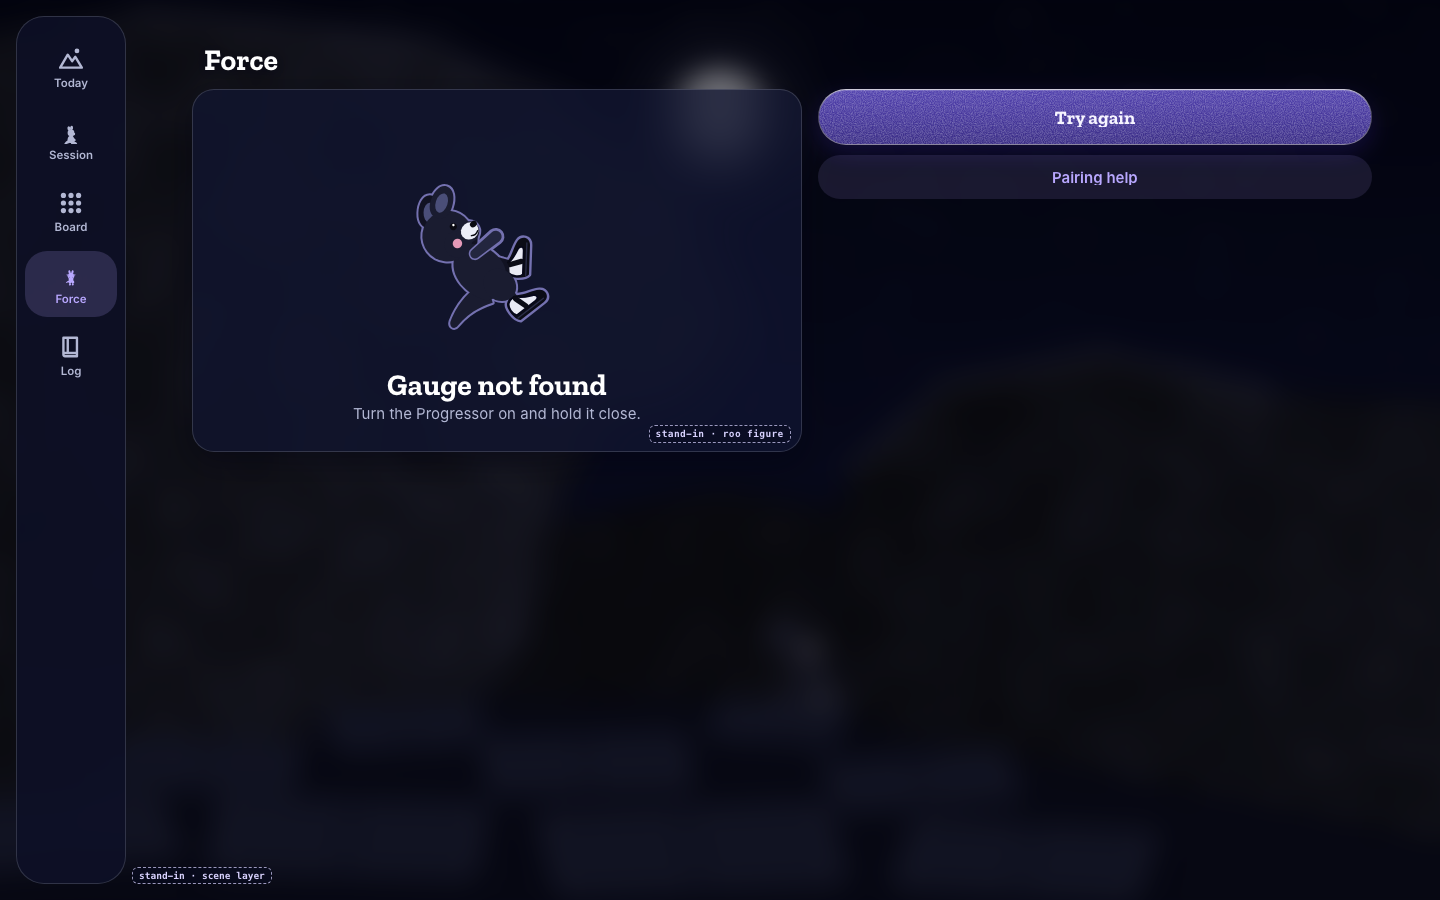 Today
Session
Board
Force
Log
Force
Gauge not found
Turn the Progressor on and hold it close.
stand-in · roo figure
Try again
Pairing help
stand-in · scene layer